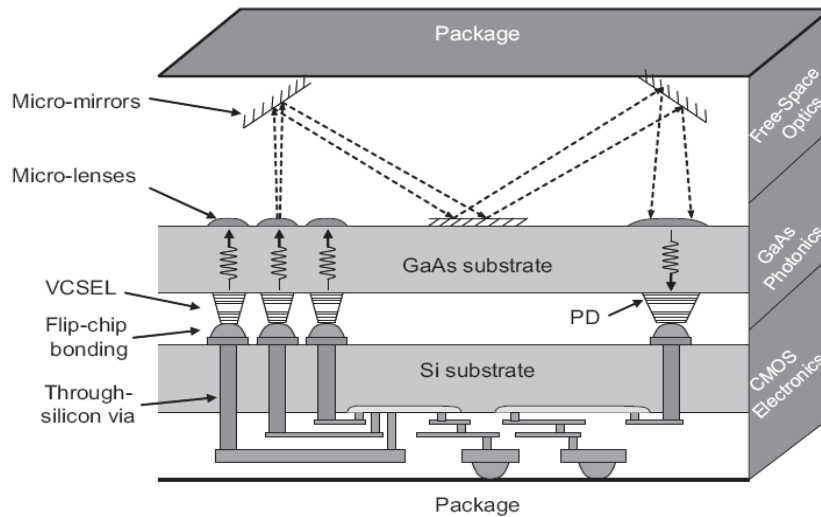 Package
Micro-mirrors
Free-Space
Optics
Micro-lenses
GaAs substrate
GaAs
Photonics
VCSEL
PD
Flip-chip
bonding
Si substrate
CMOS
Electronics
Through-
silicon via
Package